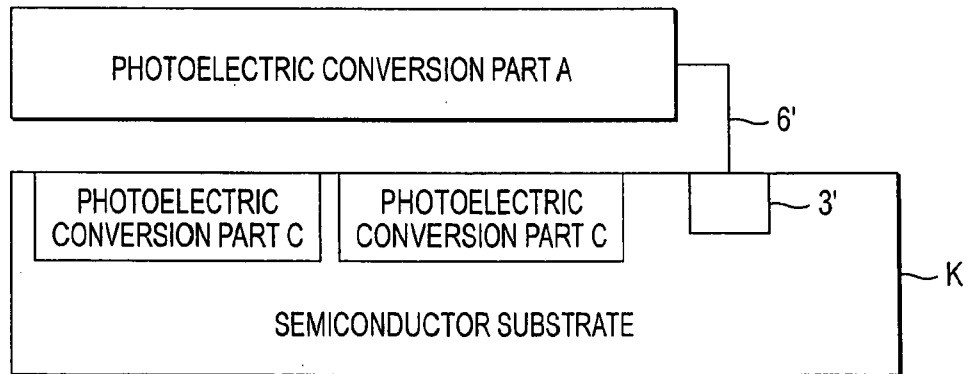 PHOTOELECTRIC CONVERSION PART A
6'
PHOTOELECTRIC
CONVERSION PART C
PHOTOELECTRIC
CONVERSION PART C
3'
K
SEMICONDUCTOR SUBSTRATE